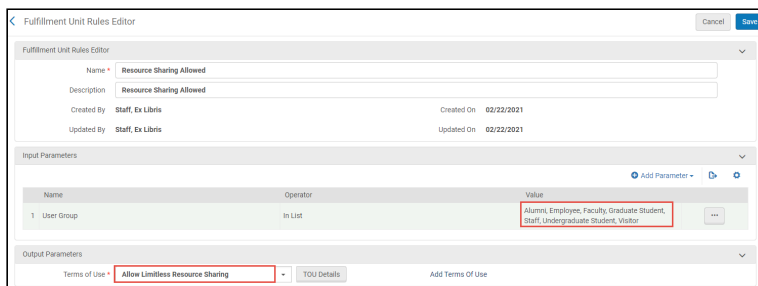 Fulfillment Unit Rules Editor
Cancel
Save
Fulfillment Unit Rules Editor
Name * Resource Sharing Allowed
Description Resource Sharing Allowed
Created By Staff, Ex Libris Created On 02/22/2021
Updated By Staff, Ex Libris Updated On 02/22/2021
Input Parameters
Add Parameter
Name Operator Value
1 User Group In List Alumni, Employee, Faculty, Graduate Student,
Staff, Undergraduate Student, Visitor
Output Parameters
Terms of Use * Allow Limitless Resource Sharing TOU Details Add Terms Of Use